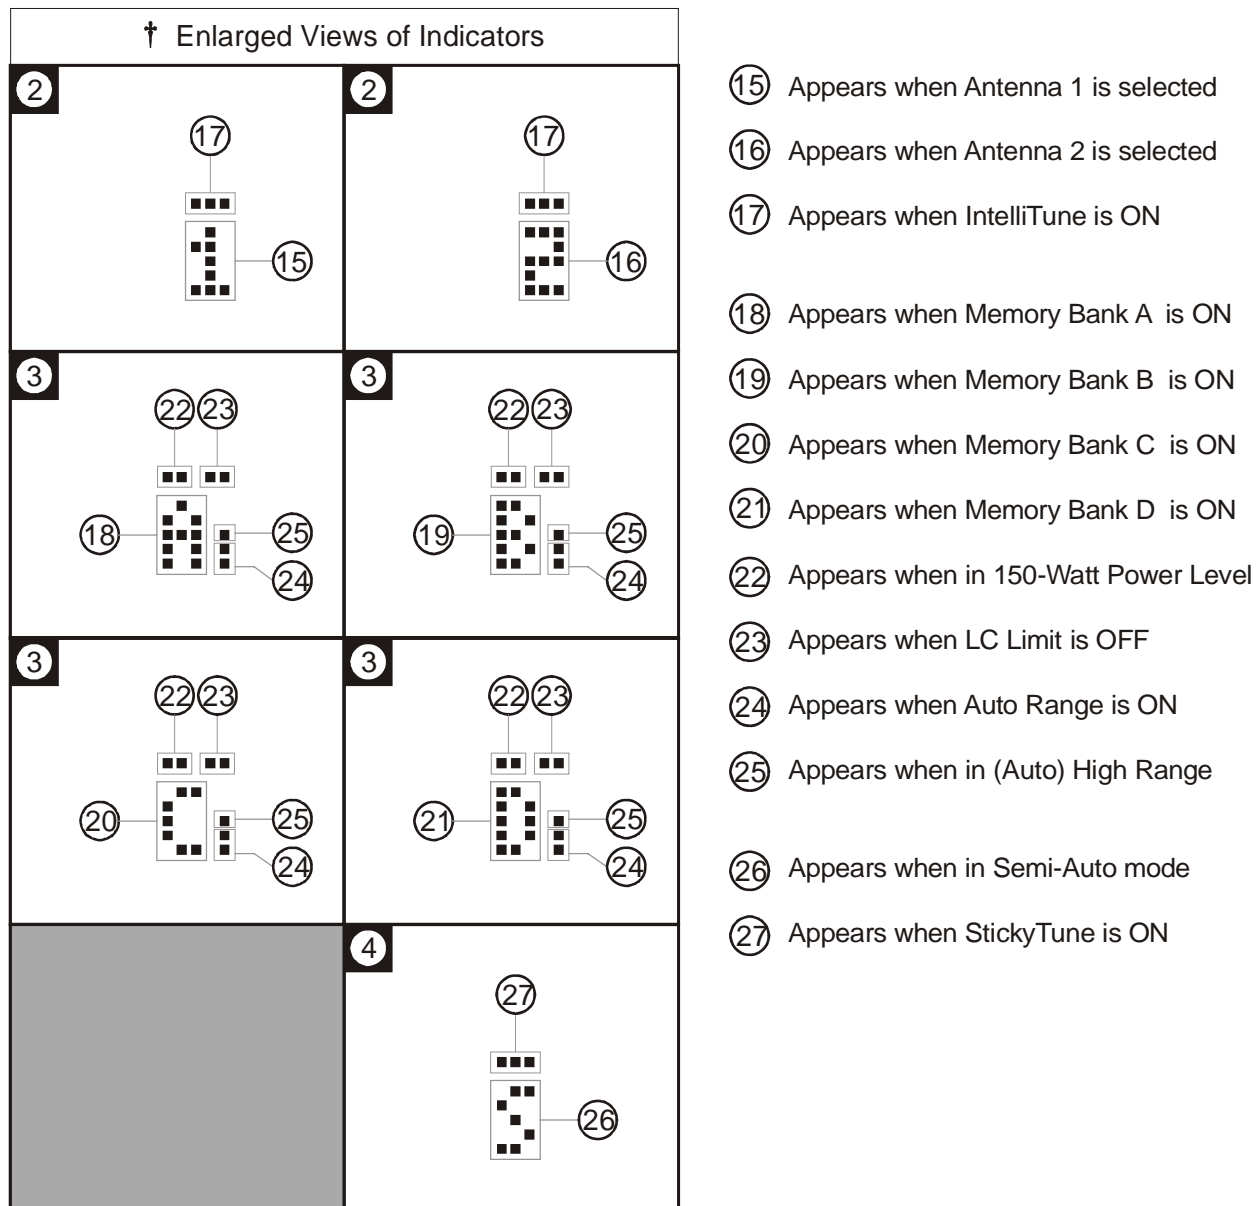 † Enlarged Views of Indicators
2
2
17
17
15
16
3
3
22 23
22 23
18
25
24
19
25
24
3
3
22 23
22 23
20
25
24
21
25
24
4
27
26
15 Appears when Antenna 1 is selected
16 Appears when Antenna 2 is selected
17 Appears when IntelliTune is ON
18 Appears when Memory Bank A is ON
19 Appears when Memory Bank B is ON
20 Appears when Memory Bank C is ON
21 Appears when Memory Bank D is ON
22 Appears when in 150-Watt Power Level
23 Appears when LC Limit is OFF
24 Appears when Auto Range is ON
25 Appears when in (Auto) High Range
26 Appears when in Semi-Auto mode
27 Appears when StickyTune is ON